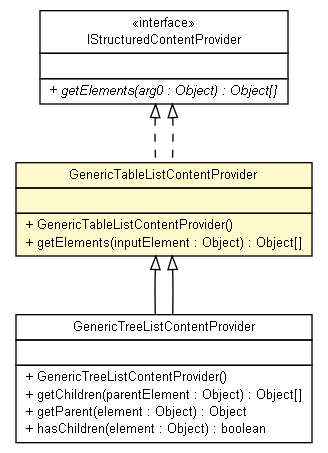 «interface»
IStructuredContentProvider
+ getElements(arg0 : Object) : Object[]
GenericTableListContentProvider
+ GenericTableListContentProvider()
+ getElements(inputElement : Object) : Object[]
GenericTreeListContentProvider
+ GenericTreeListContentProvider()
+ getChildren(parentElement : Object) : Object[]
+ getParent(element : Object) : Object
+ hasChildren(element : Object) : boolean